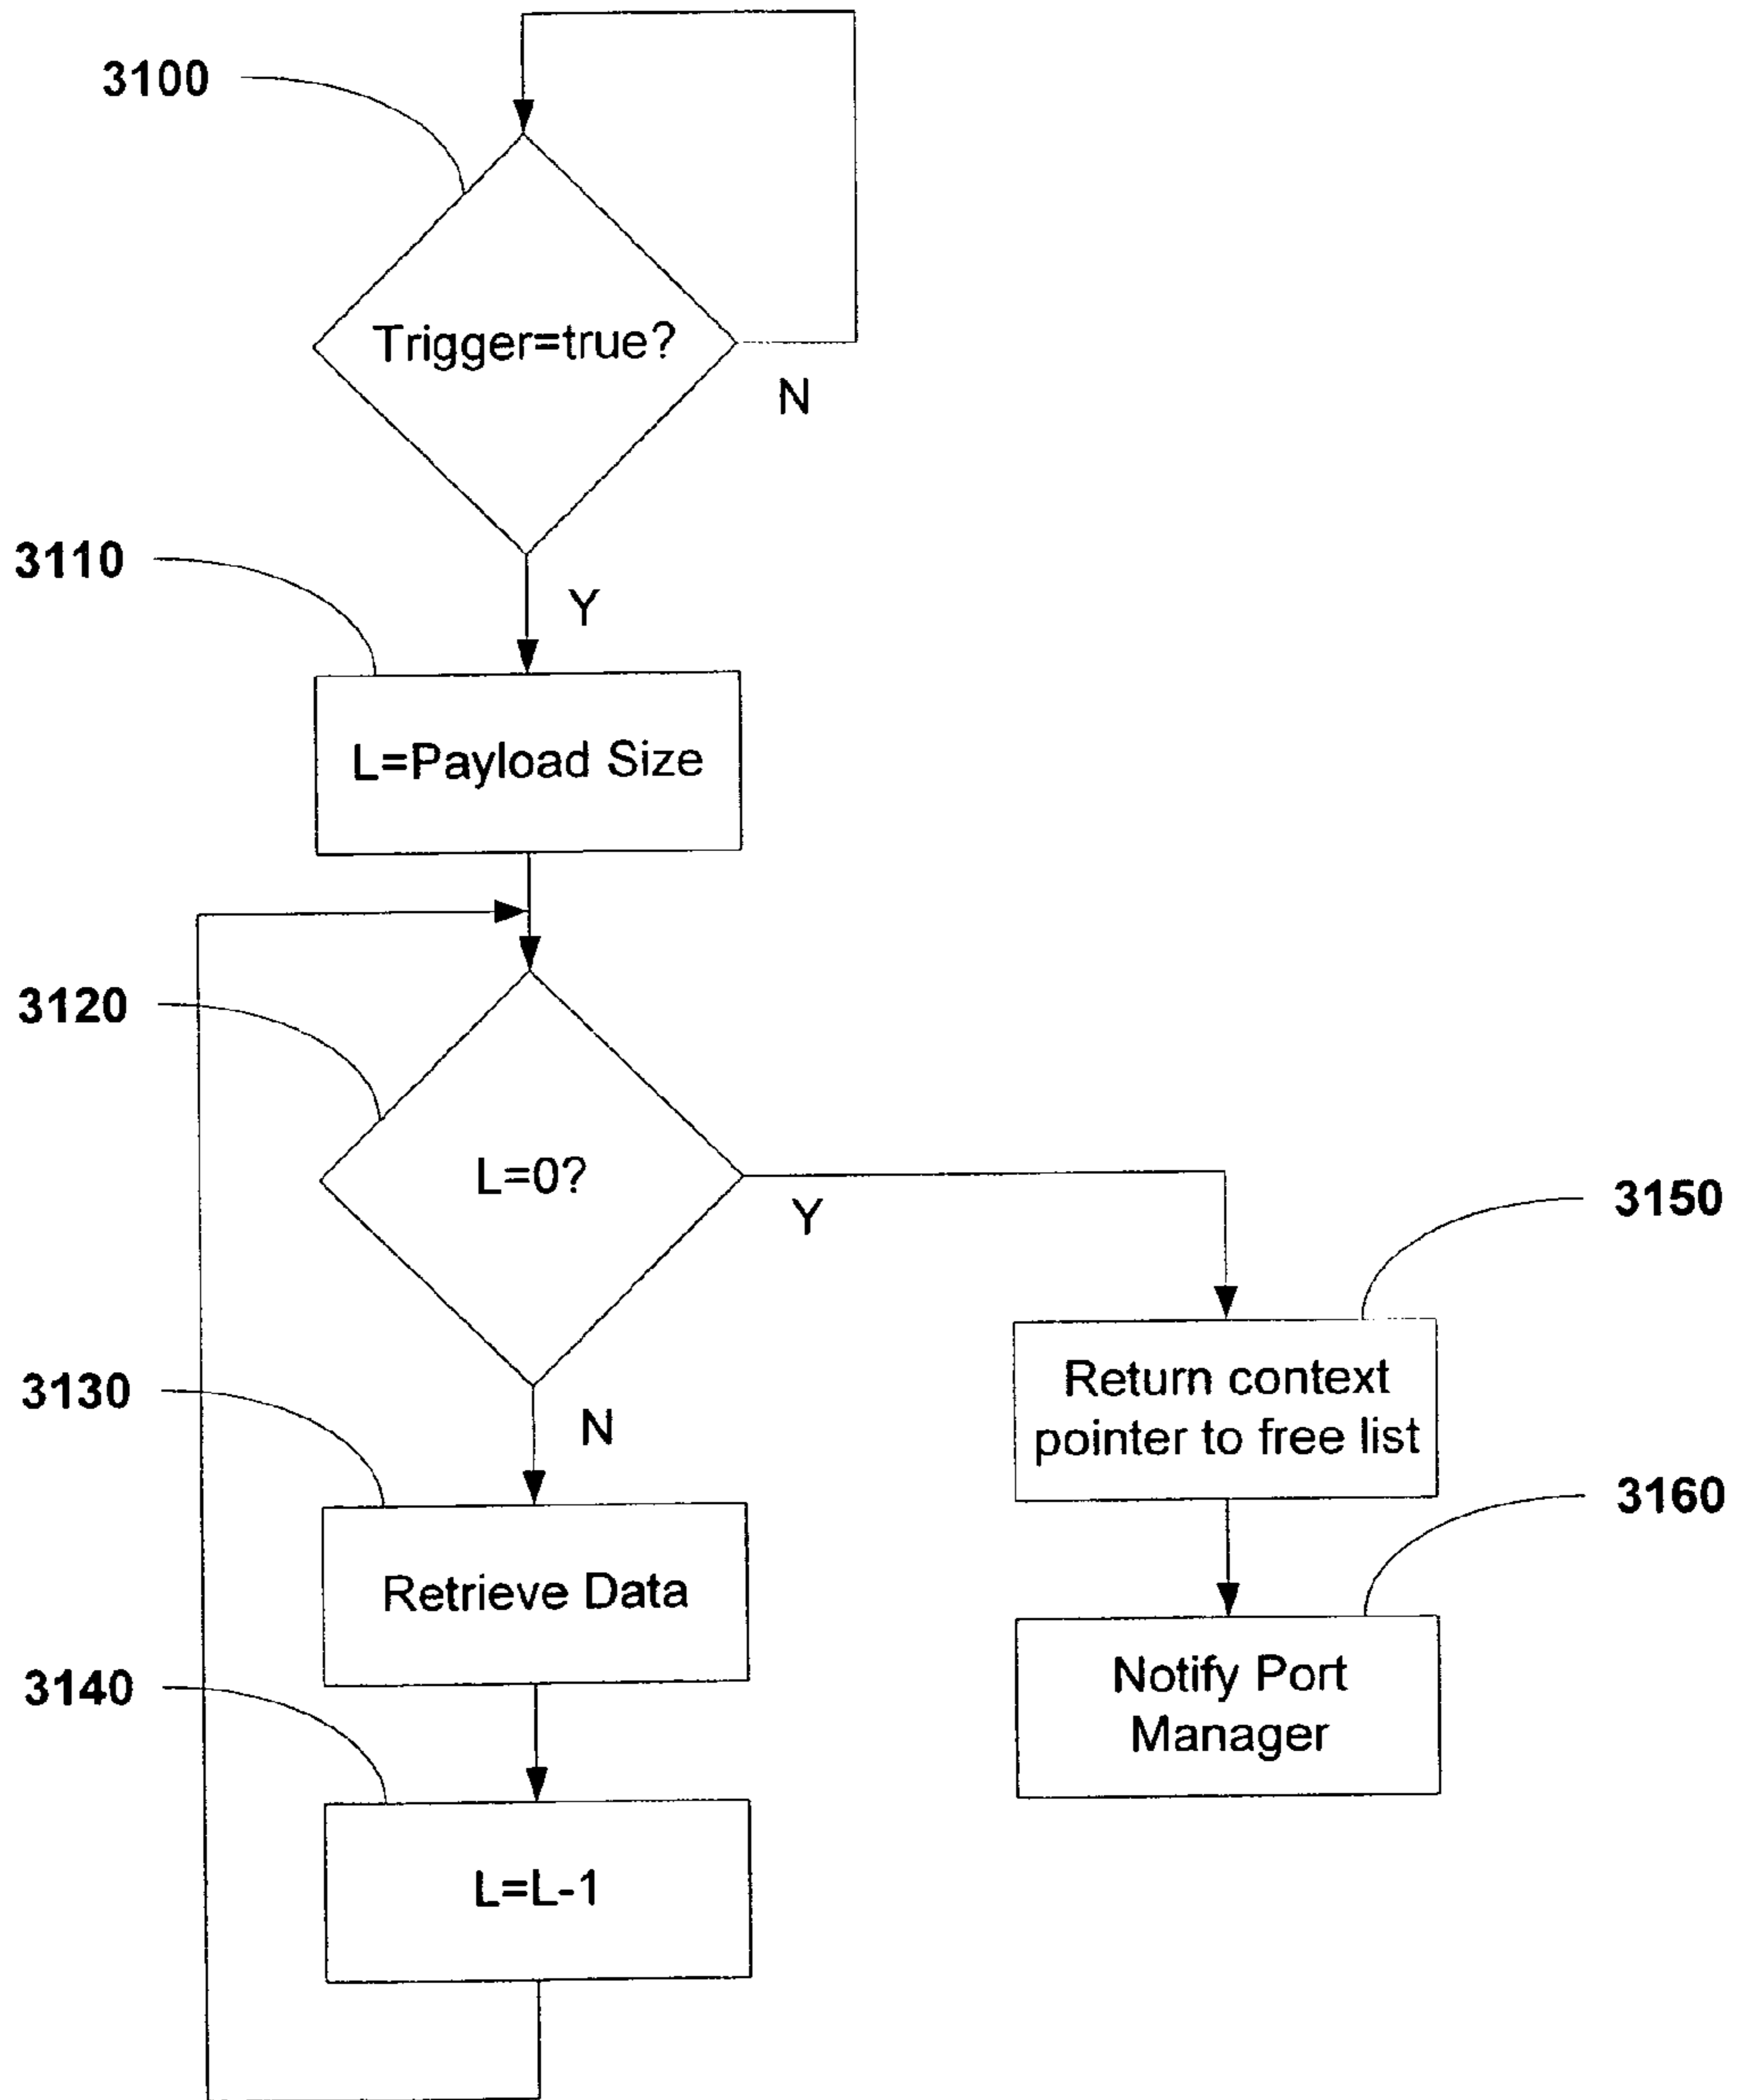 3100
Trigger=true?
N
3110
Y
L=Payload Size
3120
L=0?
Y
3150
Return context
pointer to free list
3130
N
3160
Retrieve Data
Notify Port
Manager
3140
L=L-1